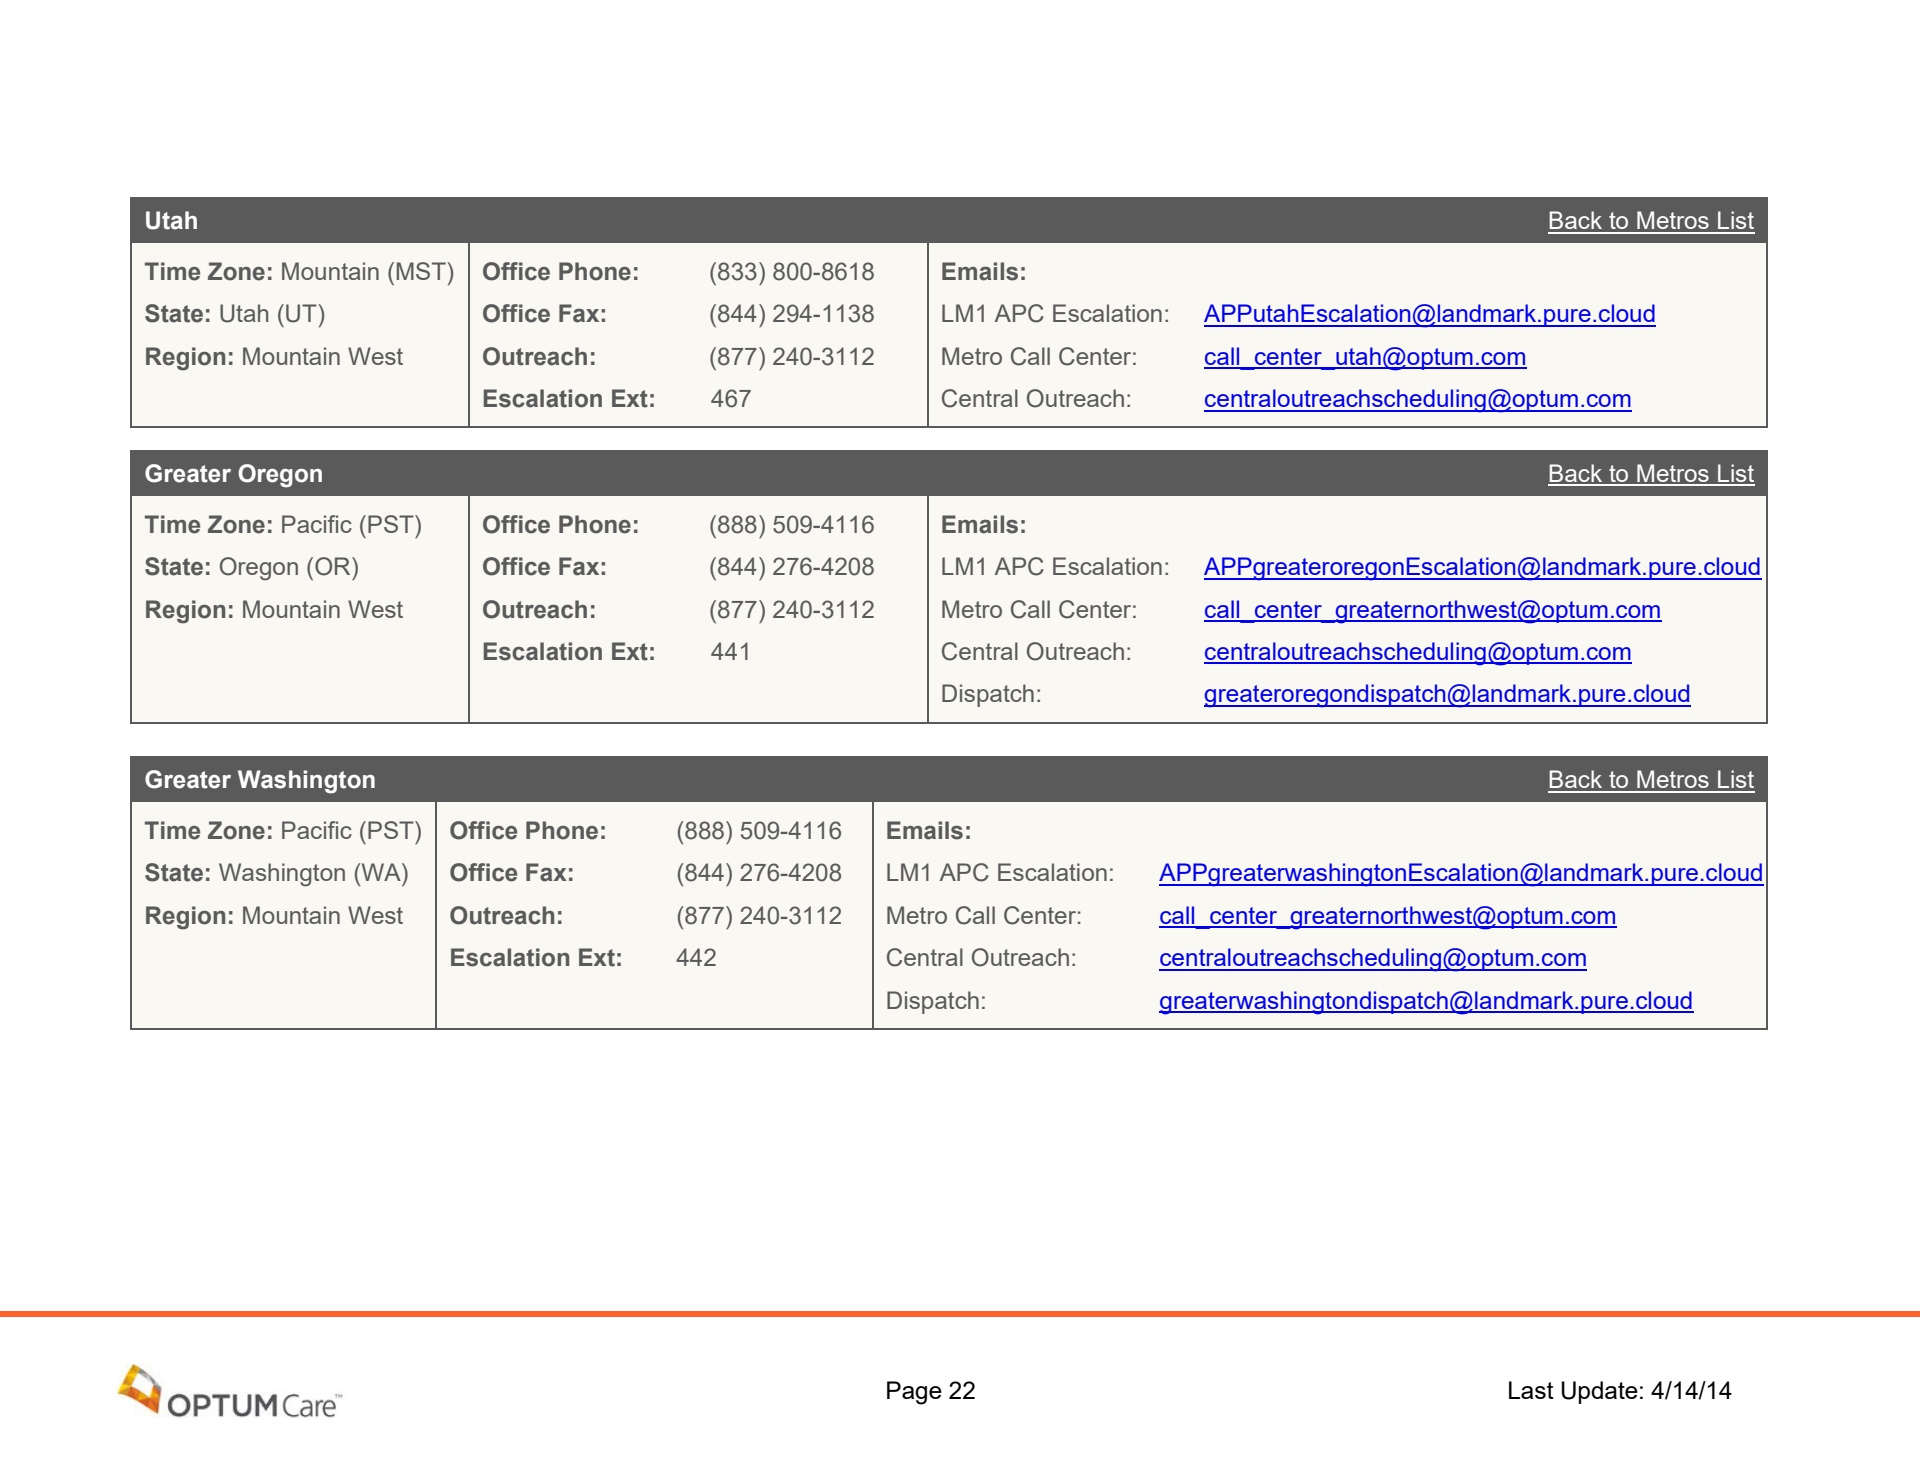 Utah Back to Metros List
Time Zone: Mountain (MST) Office Phone: (833) 800-8618 Emails:
State: Utah (UT) Office Fax: (844) 294-1138 LM1 APC Escalation: APPutahEscalation@landmark.pure.cloud
Region: Mountain West Outreach: (877) 240-3112 Metro Call Center: call_center_utah@optum.com
Escalation Ext: 467 Central Outreach: centraloutreachscheduling@optum.com
Greater Oregon Back to Metros List
Time Zone: Pacific (PST) Office Phone: (888) 509-4116 Emails:
State: Oregon (OR) Office Fax: (844) 276-4208 LM1 APC Escalation: APPgreateroregonEscalation@landmark.pure.cloud
Region: Mountain West Outreach: (877) 240-3112 Metro Call Center: call_center_greaternorthwest@optum.com
Escalation Ext: 441 Central Outreach: centraloutreachscheduling@optum.com
Dispatch: greateroregondispatch@landmark.pure.cloud
Greater Washington Back to Metros List
Time Zone: Pacific (PST) Office Phone: (888) 509-4116 Emails:
State: Washington (WA) Office Fax: (844) 276-4208 LM1 APC Escalation: APPgreaterwashingtonEscalation@landmark.pure.cloud
Region: Mountain West Outreach: (877) 240-3112 Metro Call Center: call_center_greaternorthwest@optum.com
Escalation Ext: 442 Central Outreach: centraloutreachscheduling@optum.com
Dispatch: greaterwashingtondispatch@landmark.pure.cloud
OPTUM Care™ Page 22 Last Update: 4/14/14